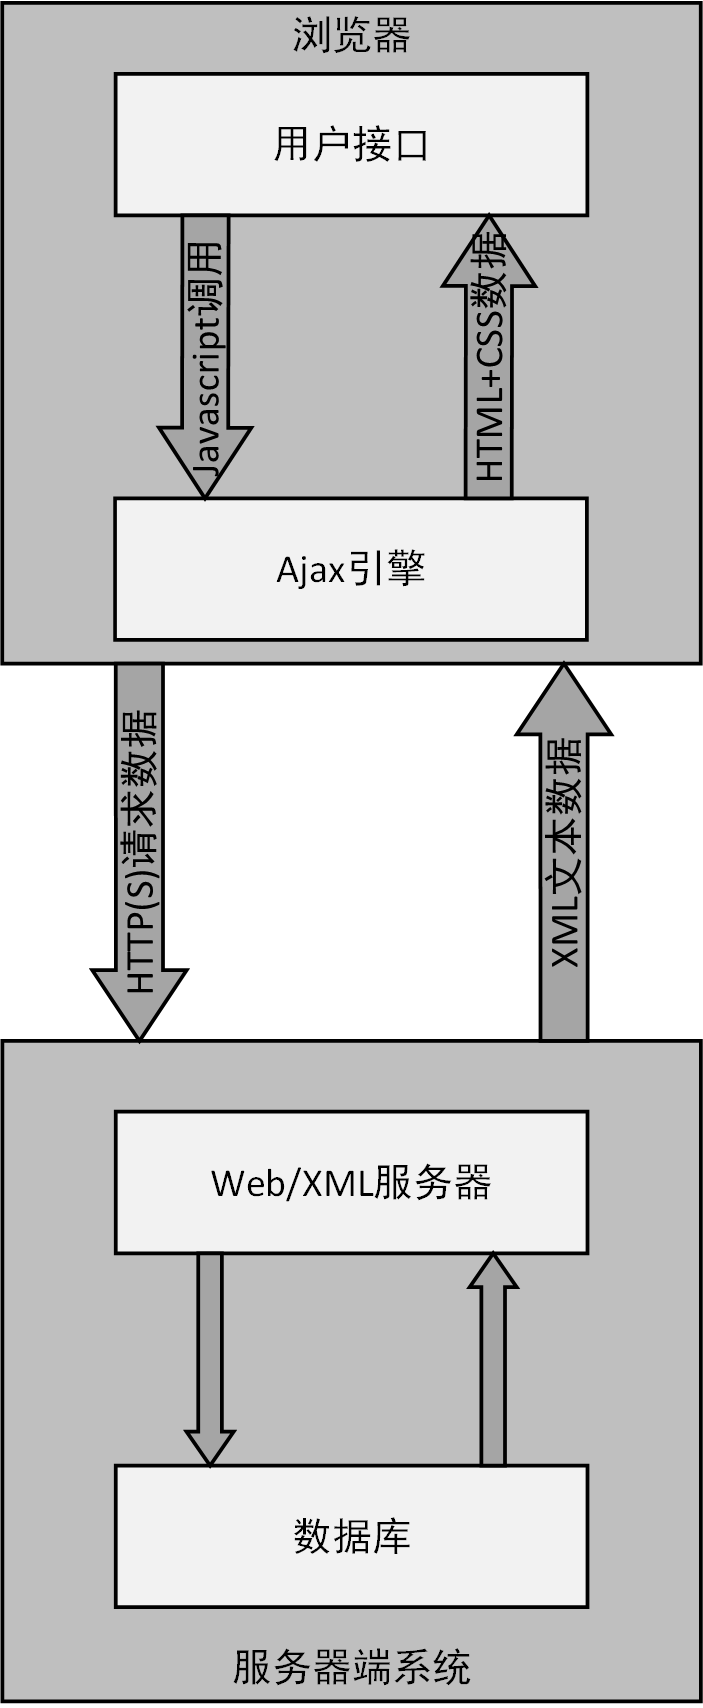 浏览器
用户接口
Javascript调用
HTML+CSS数据
Ajax引擎
HTTP(S)请求数据
XML文本数据
Web/XML服务器
数据库
服务器端系统